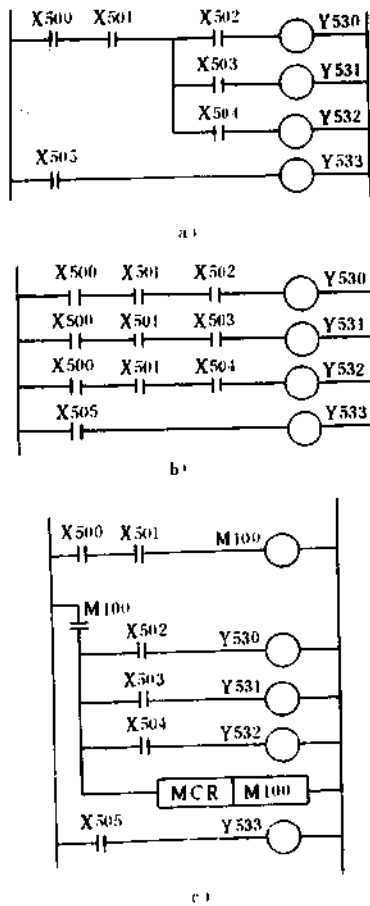 X500 X501 X502 Y530
X503 Y531
X504 Y532
X505 Y533
a)
X500 X501 X502 Y530
X500 X501 X503 Y531
X500 X501 X504 Y532
X505 Y533
b)
X500 X501 M100
M100
X502 Y530
X503 Y531
X504 Y532
MCR M100
X505 Y533
c)